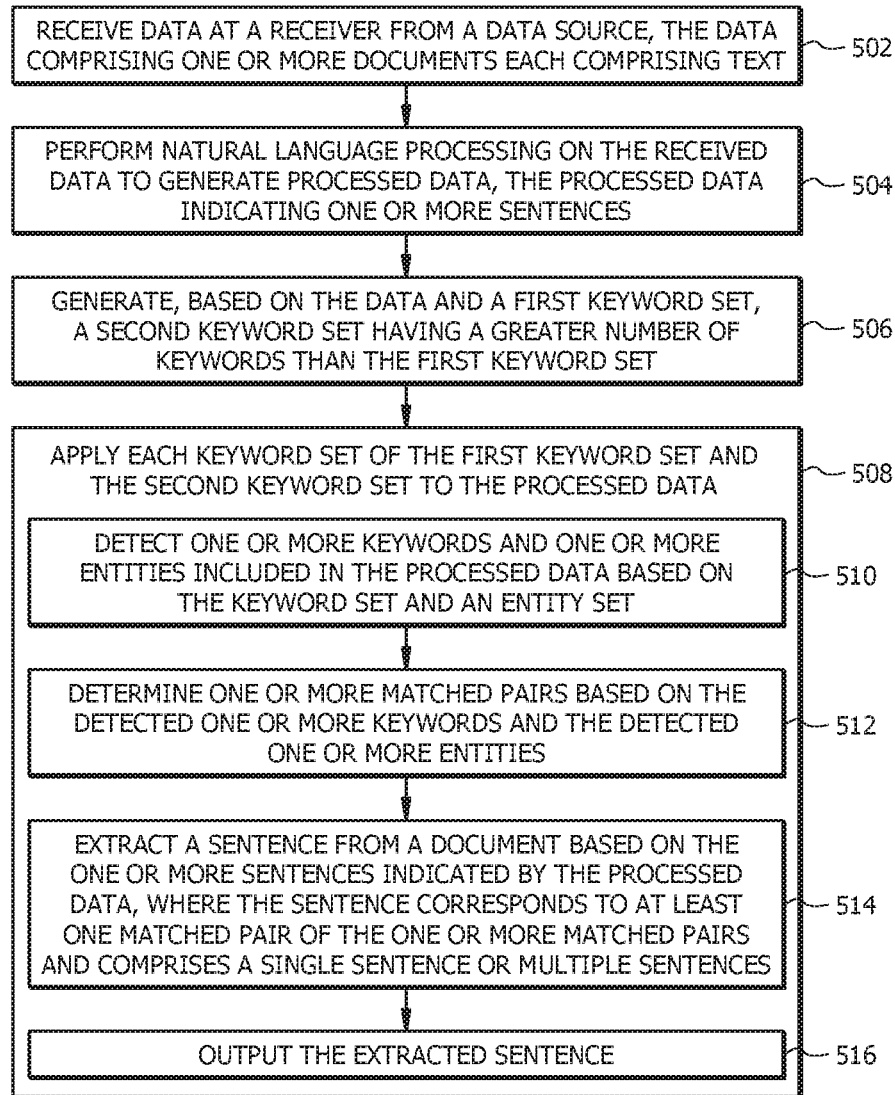 RECEIVE DATA AT A RECEIVER FROM A DATA SOURCE, THE DATA
COMPRISING ONE OR MORE DOCUMENTS EACH COMPRISING TEXT
502
PERFORM NATURAL LANGUAGE PROCESSING ON THE RECEIVED
DATA TO GENERATE PROCESSED DATA, THE PROCESSED DATA
INDICATING ONE OR MORE SENTENCES
504
GENERATE, BASED ON THE DATA AND A FIRST KEYWORD SET,
A SECOND KEYWORD SET HAVING A GREATER NUMBER OF
KEYWORDS THAN THE FIRST KEYWORD SET
506
APPLY EACH KEYWORD SET OF THE FIRST KEYWORD SET AND
THE SECOND KEYWORD SET TO THE PROCESSED DATA
508
DETECT ONE OR MORE KEYWORDS AND ONE OR MORE
ENTITIES INCLUDED IN THE PROCESSED DATA BASED ON
THE KEYWORD SET AND AN ENTITY SET
510
DETERMINE ONE OR MORE MATCHED PAIRS BASED ON THE
DETECTED ONE OR MORE KEYWORDS AND THE DETECTED
ONE OR MORE ENTITIES
512
EXTRACT A SENTENCE FROM A DOCUMENT BASED ON THE
ONE OR MORE SENTENCES INDICATED BY THE PROCESSED
DATA, WHERE THE SENTENCE CORRESPONDS TO AT LEAST
ONE MATCHED PAIR OF THE ONE OR MORE MATCHED PAIRS
AND COMPRISES A SINGLE SENTENCE OR MULTIPLE SENTENCES
514
OUTPUT THE EXTRACTED SENTENCE
516